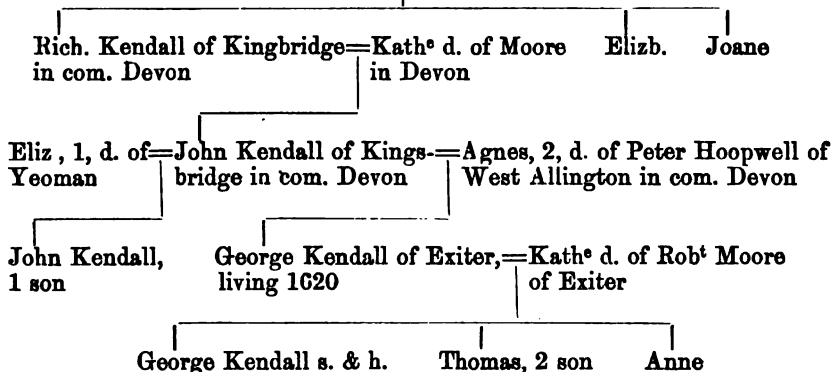 Rich. Kendall of Kingbridge=Kathᵉ d. of Moore Elizb. Joane
in com. Devon in Devon
Eliz , 1, d. of=John Kendall of Kings-=Agnes, 2, d. of Peter Hoopwell of
Yeoman bridge in com. Devon West Allington in com. Devon
John Kendall, George Kendall of Exiter,=Kathᵉ d. of Robᵗ Moore
1 son living 1620 of Exiter
George Kendall s. & h. Thomas, 2 son Anne